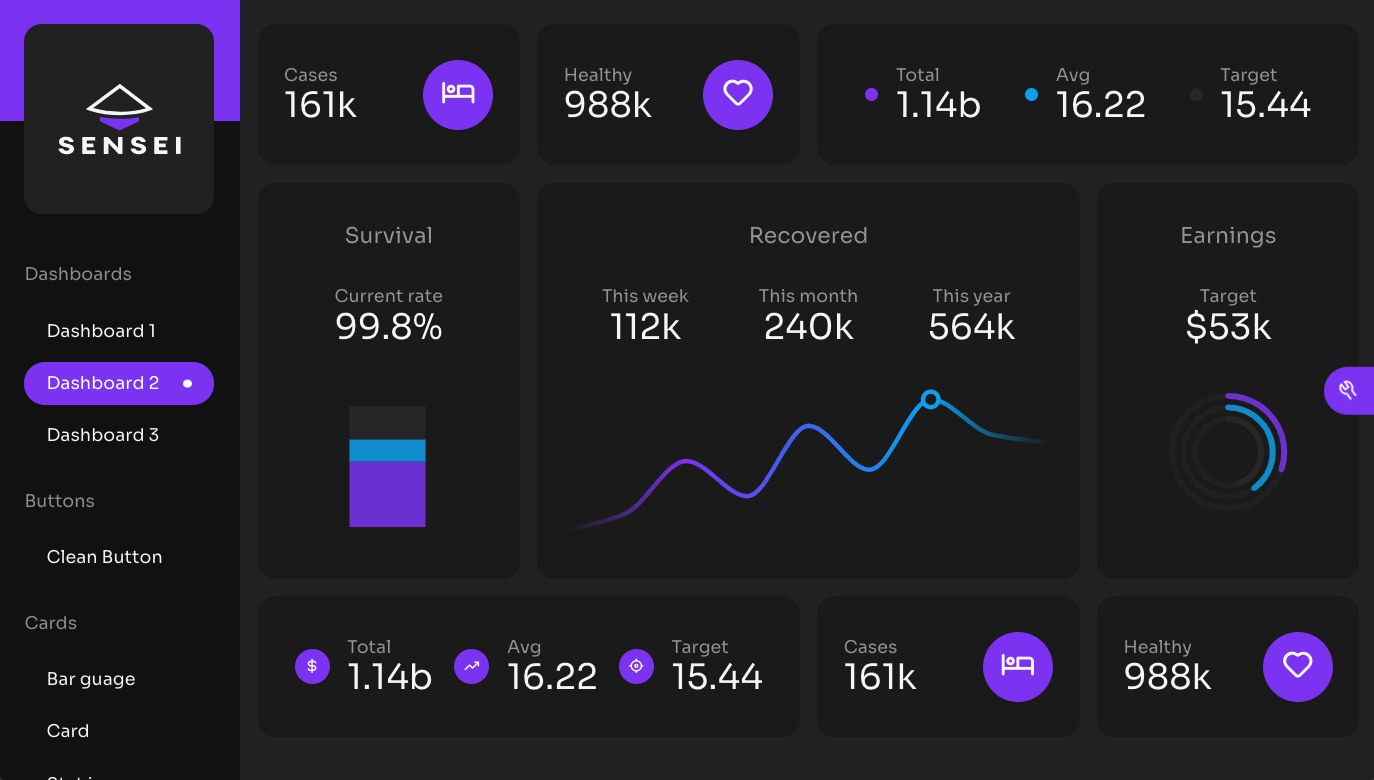 SENSEI
Dashboards
Dashboard 1
Dashboard 2
Dashboard 3
Buttons
Clean Button
Cards
Bar guage
Card
Cases
161k
Healthy
988k
Total
1.14b
Avg
16.22
Target
15.44
Survival
Current rate
99.8%
Recovered
This week
112k
This month
240k
This year
564k
Earnings
Target
$53k
Total
1.14b
Avg
16.22
Target
15.44
Cases
161k
Healthy
988k